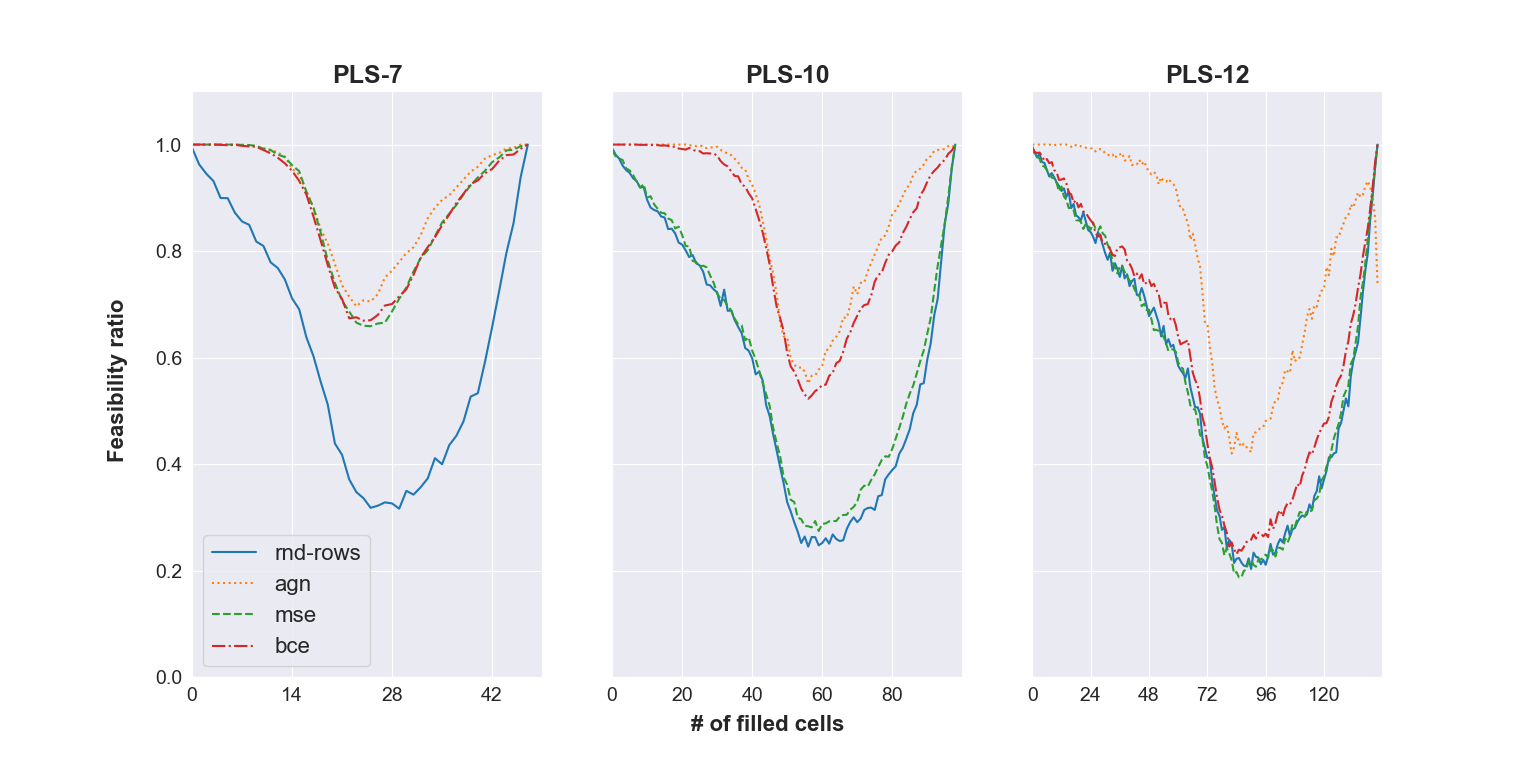 PLS-7 PLS-10 PLS-12
Feasibility ratio
1.0
0.8
0.6
0.4
0.2
0.0
rnd-rows
agn
mse
bce
0 14 28 42
0 20 40 60 80
0 24 48 72 96 120
# of filled cells